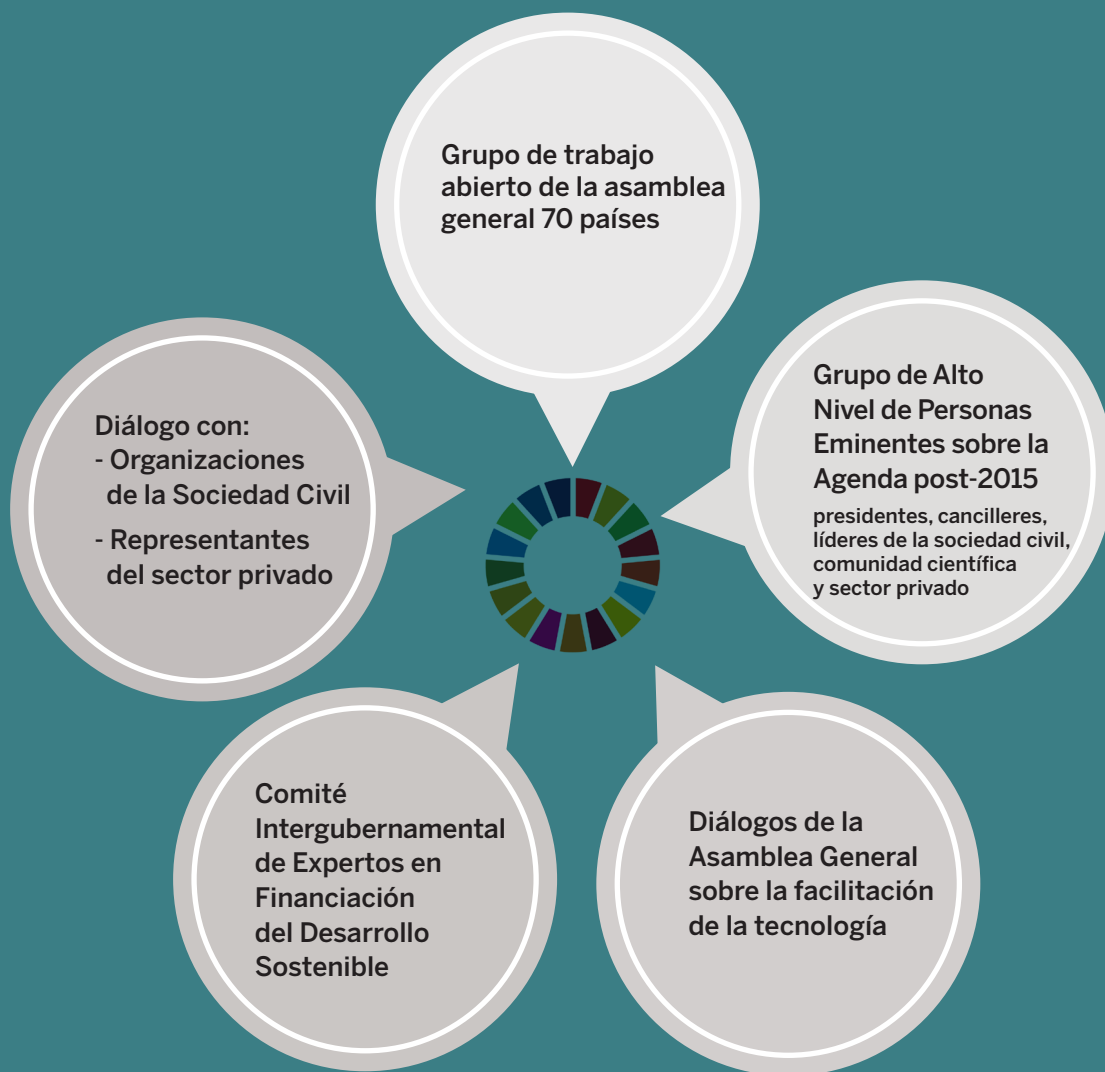 Grupo de trabajo
abierto de la asamblea
general 70 países
Grupo de Alto
Nivel de Personas
Eminentes sobre la
Agenda post-2015
presidentes, cancilleres,
líderes de la sociedad civil,
comunidad científica
y sector privado
Diálogos de la
Asamblea General
sobre la facilitación
de la tecnología
Comité
Intergubernamental
de Expertos en
Financiación
del Desarrollo
Sostenible
Diálogo con:
- Organizaciones
de la Sociedad Civil
- Representantes
del sector privado